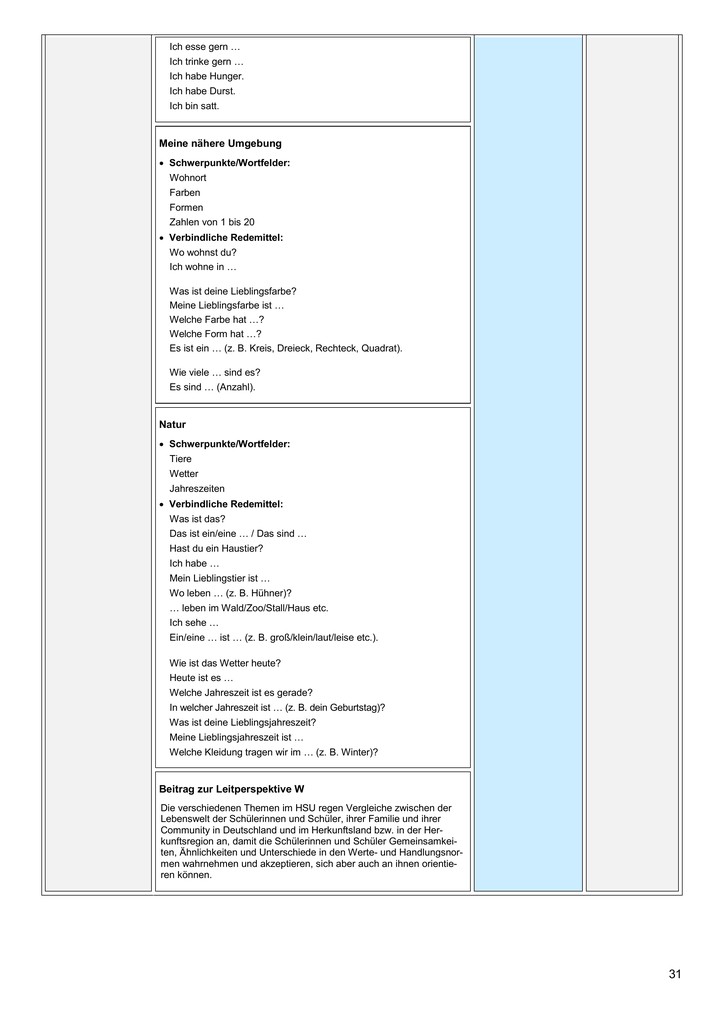 Ich esse gern …
Ich trinke gern …
Ich habe Hunger.
Ich habe Durst.
Ich bin satt.
Meine nähere Umgebung
• Schwerpunkte/Wortfelder:
Wohnort
Farben
Formen
Zahlen von 1 bis 20
• Verbindliche Redemittel:
Wo wohnst du?
Ich wohne in …
Was ist deine Lieblingsfarbe?
Meine Lieblingsfarbe ist …
Welche Farbe hat …?
Welche Form hat …?
Es ist ein … (z. B. Kreis, Dreieck, Rechteck, Quadrat).
Wie viele … sind es?
Es sind … (Anzahl).
Natur
• Schwerpunkte/Wortfelder:
Tiere
Wetter
Jahreszeiten
• Verbindliche Redemittel:
Was ist das?
Das ist ein/eine … / Das sind …
Hast du ein Haustier?
Ich habe …
Mein Lieblingstier ist …
Wo leben … (z. B. Hühner)?
… leben im Wald/Zoo/Stall/Haus etc.
Ich sehe …
Ein/eine … ist … (z. B. groß/klein/laut/leise etc.).
Wie ist das Wetter heute?
Heute ist es …
Welche Jahreszeit ist es gerade?
In welcher Jahreszeit ist … (z. B. dein Geburtstag)?
Was ist deine Lieblingsjahreszeit?
Meine Lieblingsjahreszeit ist …
Welche Kleidung tragen wir im … (z. B. Winter)?
Beitrag zur Leitperspektive W
Die verschiedenen Themen im HSU regen Vergleiche zwischen der
Lebenswelt der Schülerinnen und Schüler, ihrer Familie und ihrer
Community in Deutschland und im Herkunftsland bzw. in der Her-
kunftsregion an, damit die Schülerinnen und Schüler Gemeinsamkei-
ten, Ähnlichkeiten und Unterschiede in den Werte- und Handlungsnor-
men wahrnehmen und akzeptieren, sich aber auch an ihnen orientie-
ren können.
31